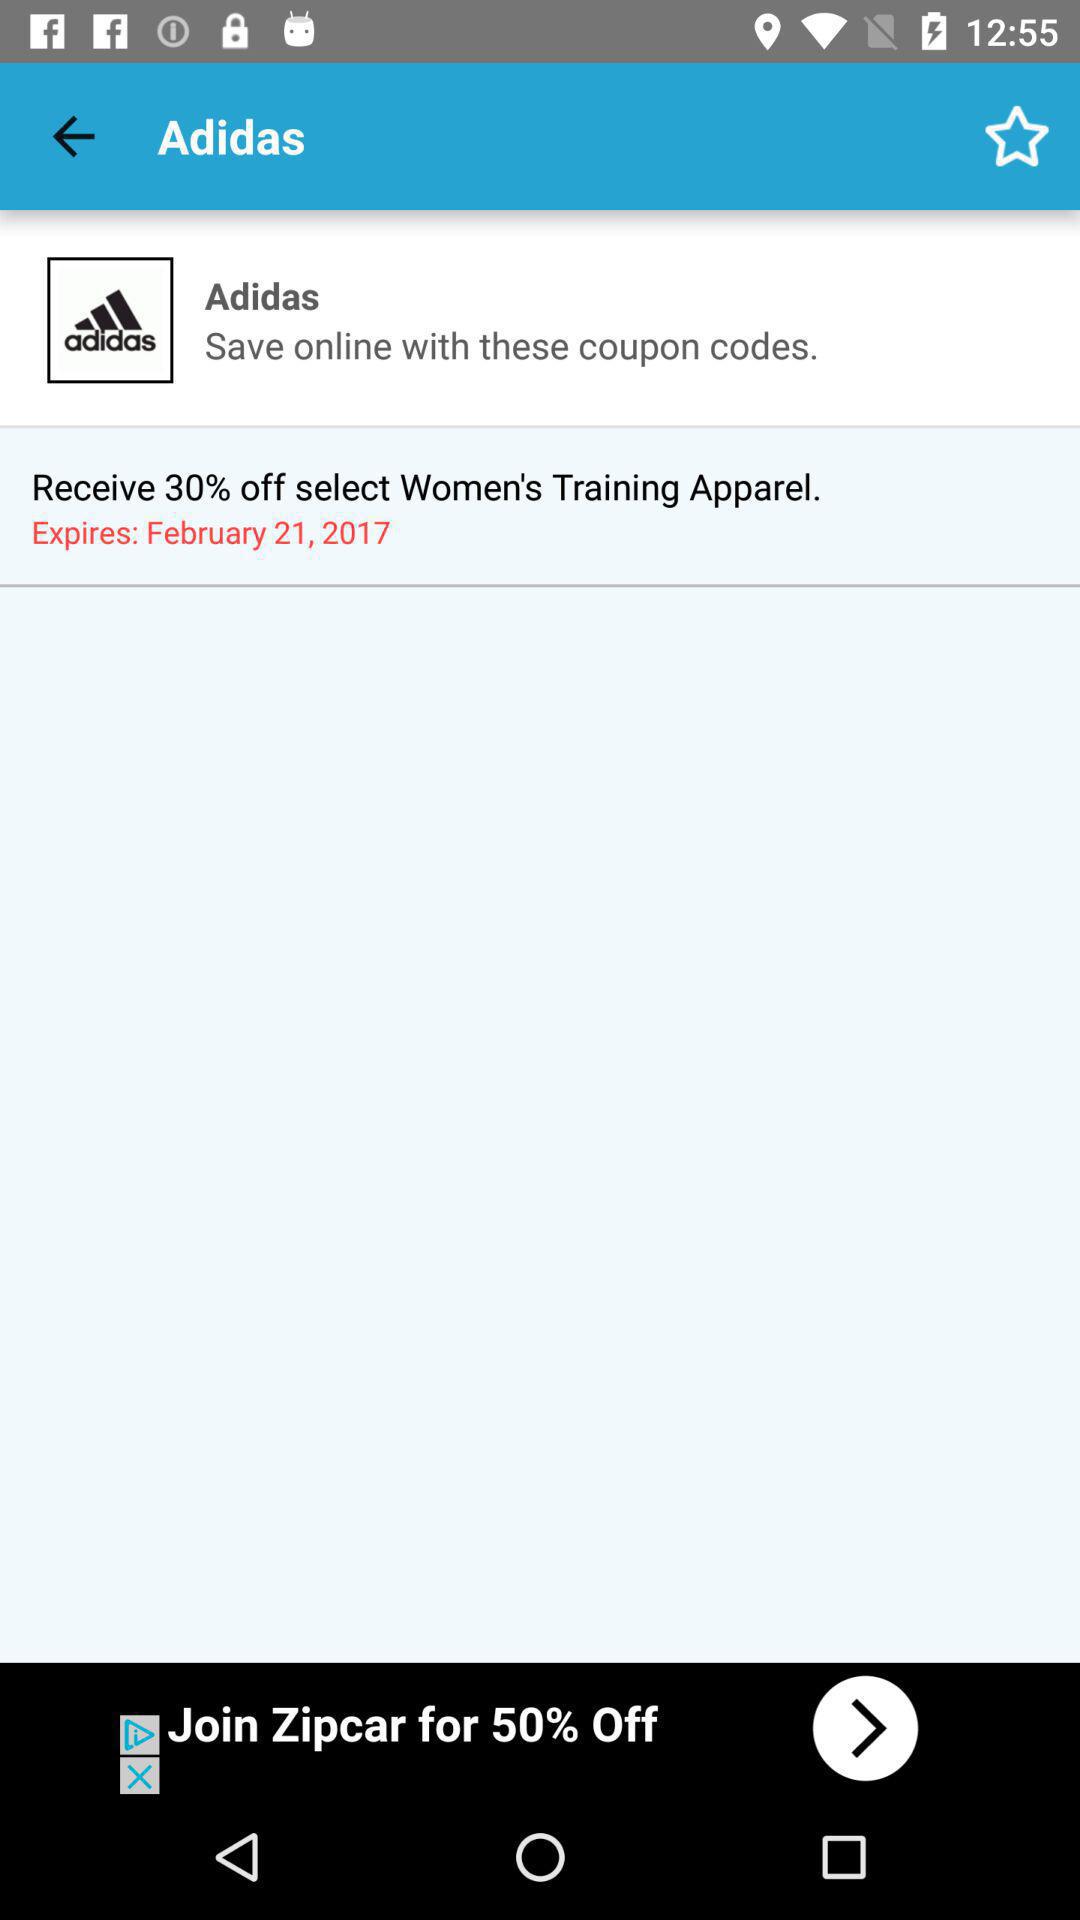 12:55
Adidas
adidas
Adidas
Save online with these coupon codes.
Receive 30% off select Women's Training Apparel.
Expires: February 21, 2017
Join Zipcar for 50% Off